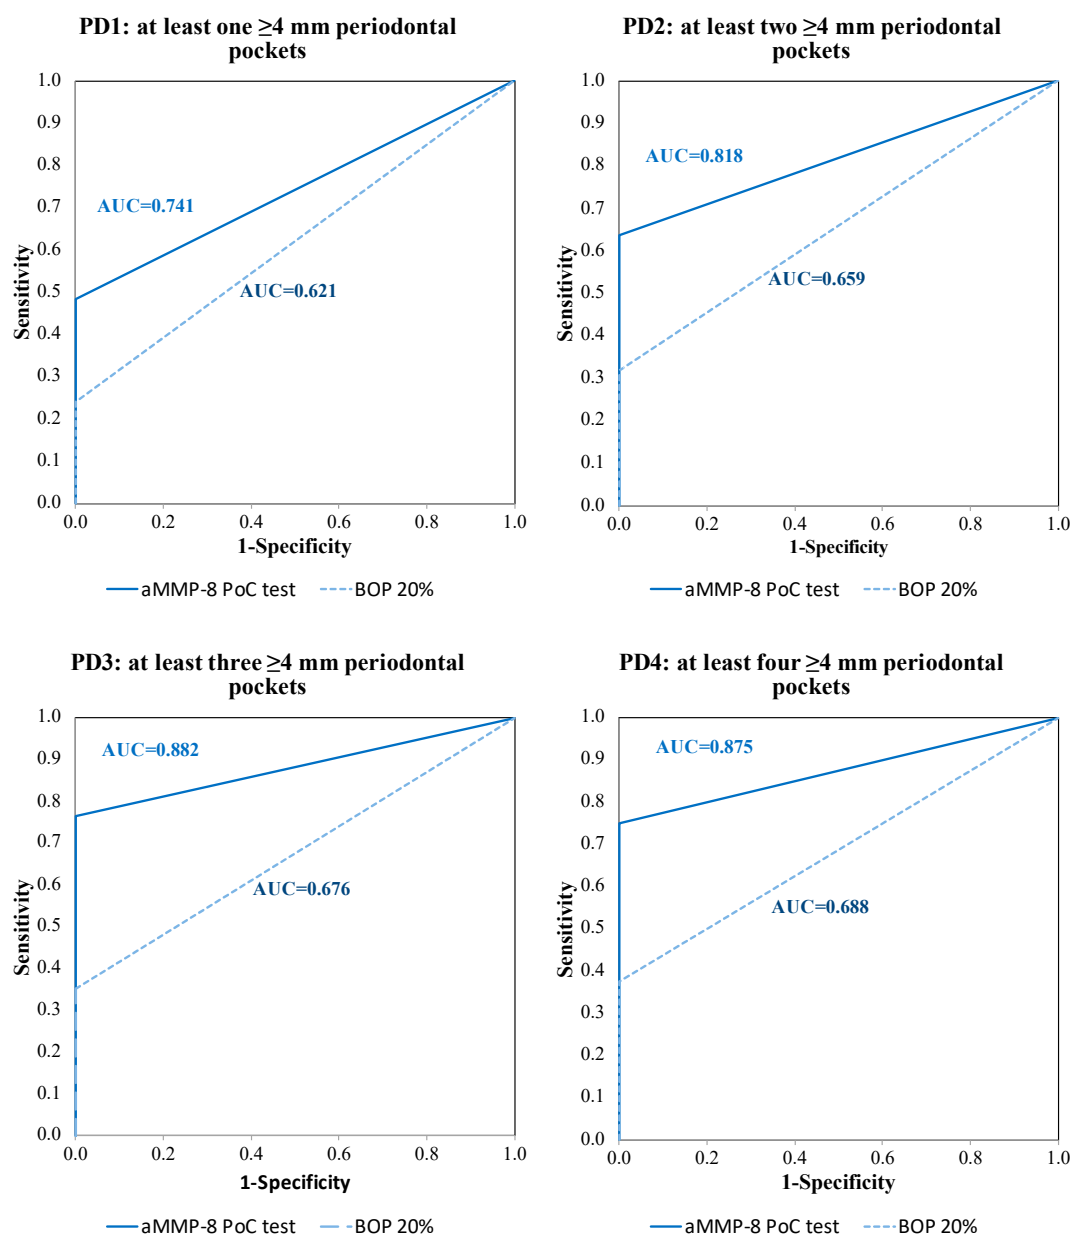 PD1: at least one ≥4 mm periodontal
pockets
1.0
0.9
0.8
0.7
0.6
0.5
0.4
0.3
0.2
0.1
0.0
Sensitivity
AUC=0.741
AUC=0.621
0.0 0.2 0.4 0.6 0.8 1.0
1-Specificity
aMMP-8 PoC test BOP 20%
PD2: at least two ≥4 mm periodontal
pockets
1.0
0.9
0.8
0.7
0.6
0.5
0.4
0.3
0.2
0.1
0.0
Sensitivity
AUC=0.818
AUC=0.659
0.0 0.2 0.4 0.6 0.8 1.0
1-Specificity
aMMP-8 PoC test BOP 20%
PD3: at least three ≥4 mm periodontal
pockets
1.0
0.9
0.8
0.7
0.6
0.5
0.4
0.3
0.2
0.1
0.0
Sensitivity
AUC=0.882
AUC=0.676
0.0 0.2 0.4 0.6 0.8 1.0
1-Specificity
aMMP-8 PoC test BOP 20%
PD4: at least four ≥4 mm periodontal
pockets
1.0
0.9
0.8
0.7
0.6
0.5
0.4
0.3
0.2
0.1
0.0
Sensitivity
AUC=0.875
AUC=0.688
0.0 0.2 0.4 0.6 0.8 1.0
1-Specificity
aMMP-8 PoC test BOP 20%